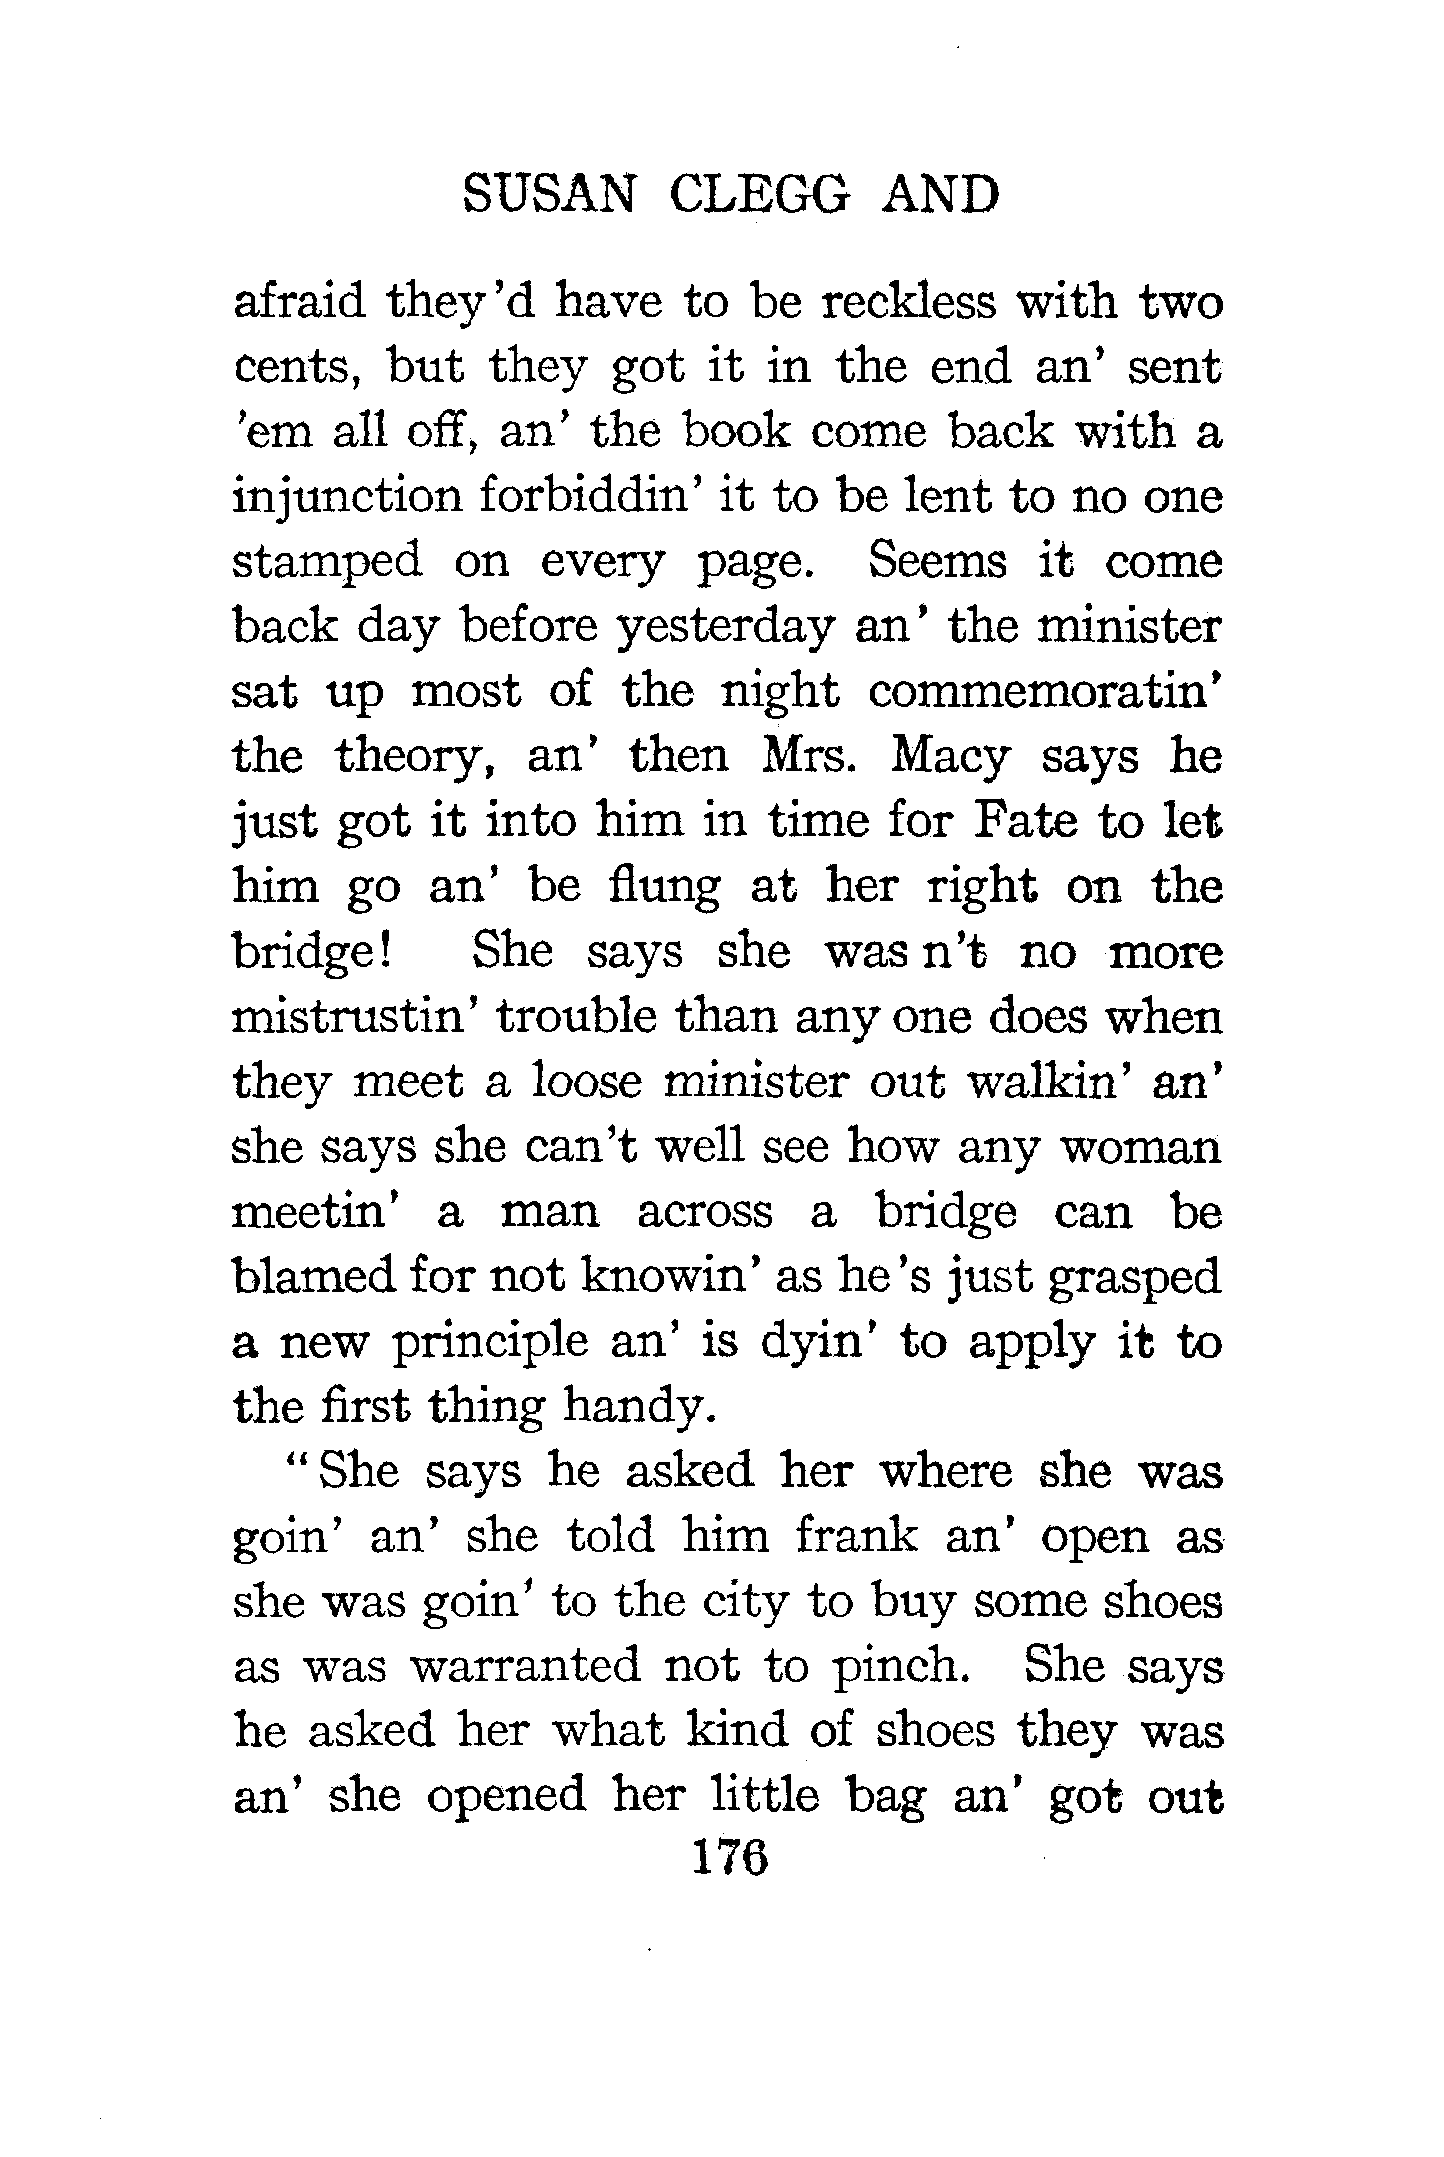 SUSAN CLEGG AND
afraid they'd have to be reckless with two
cents, but they got it in the end an' sent
'em all off, an' the book come back with a
injunction forbiddin' it to be lent to no one
stamped on every page. Seems it come
back day before yesterday an' the minister
sat up most of the night commemoratin'
the theory, an' then Mrs. Macy says he
just got it into him in time for Fate to let
him go an' be flung at her right on the
bridge! She says she was n't no more
mistrustin' trouble than any one does when
they meet a loose minister out walkin' an'
she says she can't well see how any woman
meetin' a man across a bridge can be
blamed for not knowin' as he's just grasped
a new principle an' is dyin' to apply it to
the first thing handy.
"She says he asked her where she was
goin' an' she told him frank an' open as
she was goin' to the city to buy some shoes
as was warranted not to pinch. She says
he asked her what kind of shoes they was
an' she opened her little bag an' got out
176